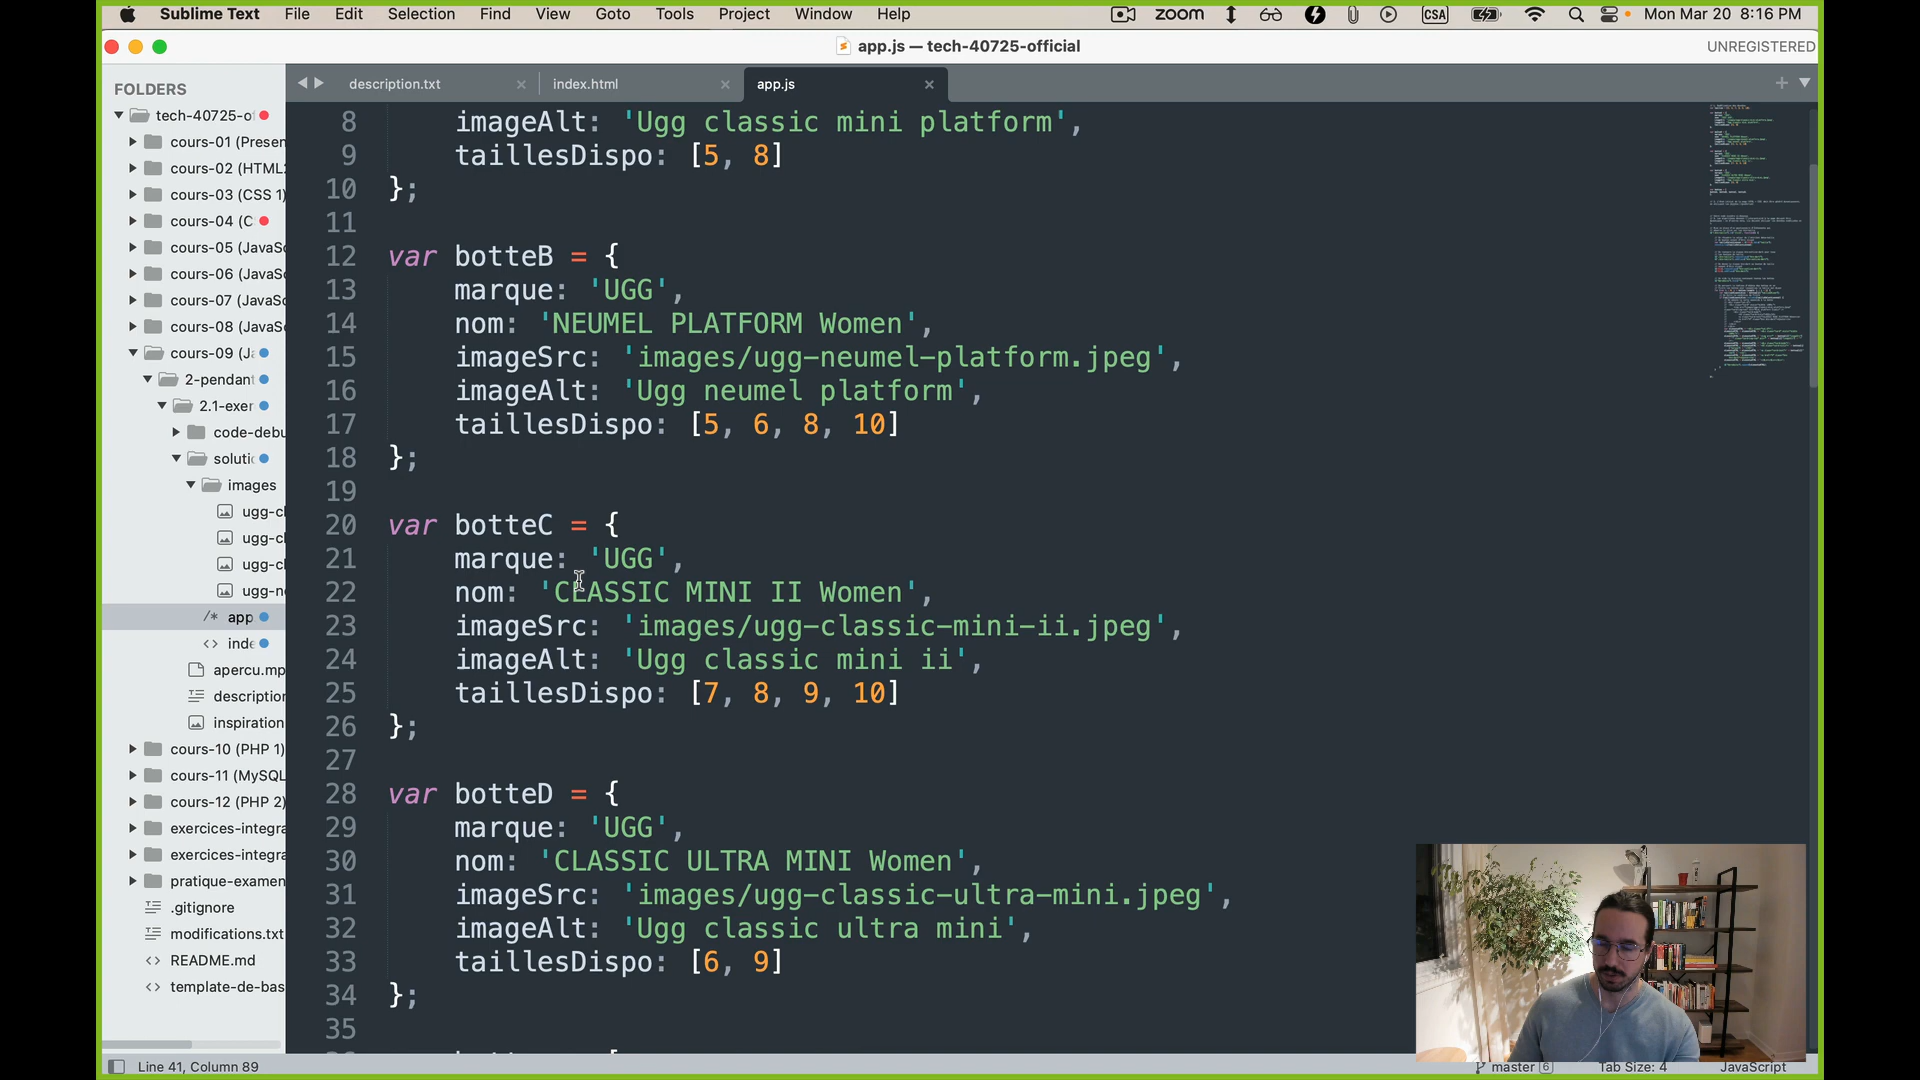 Sublime Text File Edit Selection Find View Goto Tools Project Window Help zoom CSA Mon Mar 20 8:16 PM
app.js — tech-40725-official UNREGISTERED
FOLDERS
tech-40725-o
cours-01 (Presen
cours-02 (HTML
cours-03 (CSS 1)
cours-04 (C
cours-05 (JavaSc
cours-06 (JavaSc
cours-07 (JavaSc
cours-08 (JavaSc
cours-09 (Ja
2-pendant
2.1-exer
code-debu
soluti
images
ugg-cl
ugg-cl
ugg-cl
ugg-ne
/* app
<> inde
apercu.mp
description
inspiration
cours-10 (PHP 1)
cours-11 (MySQL
cours-12 (PHP 2)
exercices-integra
exercices-integra
pratique-examen
.gitignore
modifications.txt
<> README.md
<> template-de-bas
description.txt index.html app.js
8 imageAlt: 'Ugg classic mini platform',
9 taillesDispo: [5, 8]
10 };
11
12 var botteB = {
13 marque: 'UGG',
14 nom: 'NEUMEL PLATFORM Women',
15 imageSrc: 'images/ugg-neumel-platform.jpeg',
16 imageAlt: 'Ugg neumel platform',
17 taillesDispo: [5, 6, 8, 10]
18 };
19
20 var botteC = {
21 marque: 'UGG',
22 nom: 'CLASSIC MINI II Women',
23 imageSrc: 'images/ugg-classic-mini-ii.jpeg',
24 imageAlt: 'Ugg classic mini ii',
25 taillesDispo: [7, 8, 9, 10]
26 };
27
28 var botteD = {
29 marque: 'UGG',
30 nom: 'CLASSIC ULTRA MINI Women',
31 imageSrc: 'images/ugg-classic-ultra-mini.jpeg',
32 imageAlt: 'Ugg classic ultra mini',
33 taillesDispo: [6, 9]
34 };
35
Line 41, Column 89 master 6 Tab Size: 4 JavaScript